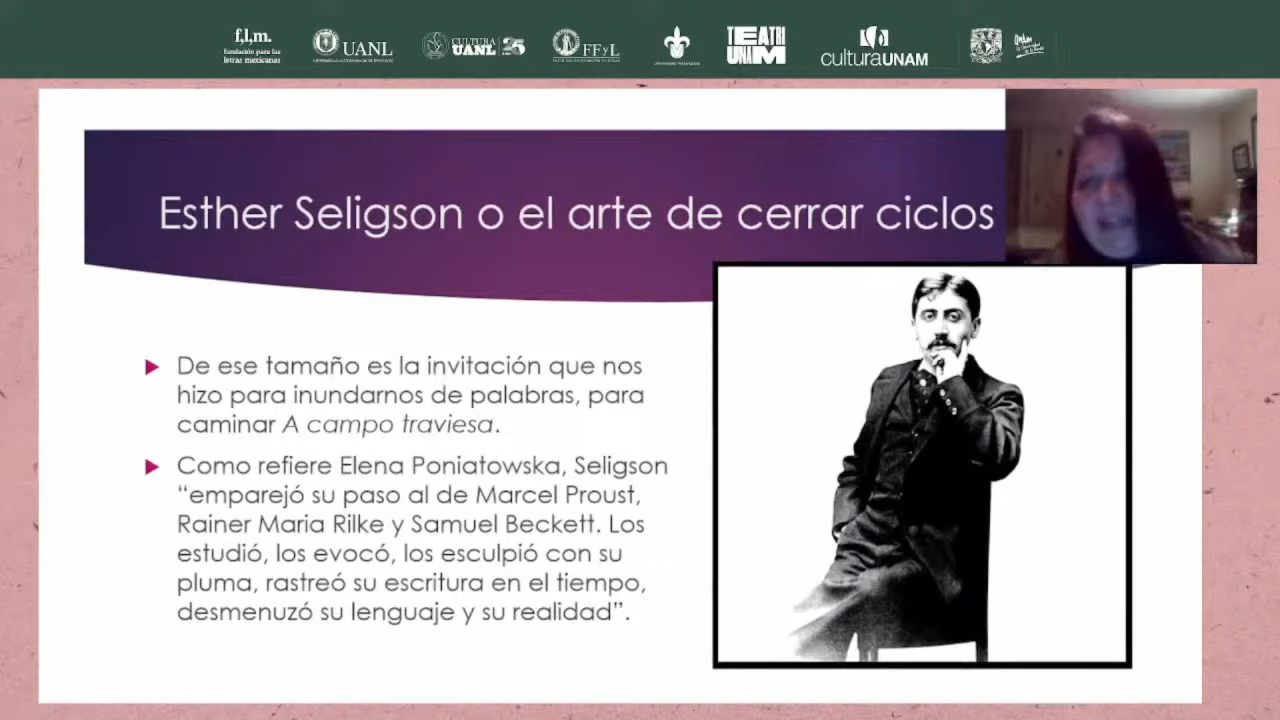 f,l,m.
fundación para las
letras mexicanas
UANL
CULTURA
UANL 25
FFyL
TEATRO
UNAM
culturaUNAM
Esther Seligson o el arte de cerrar ciclos
De ese tamaño es la invitación que nos
hizo para inundarnos de palabras, para
caminar A campo traviesa.
Como refiere Elena Poniatowska, Seligson
“emparejó su paso al de Marcel Proust,
Rainer Maria Rilke y Samuel Beckett. Los
estudió, los evocó, los esculpió con su
pluma, rastreó su escritura en el tiempo,
desmenuzó su lenguaje y su realidad”.